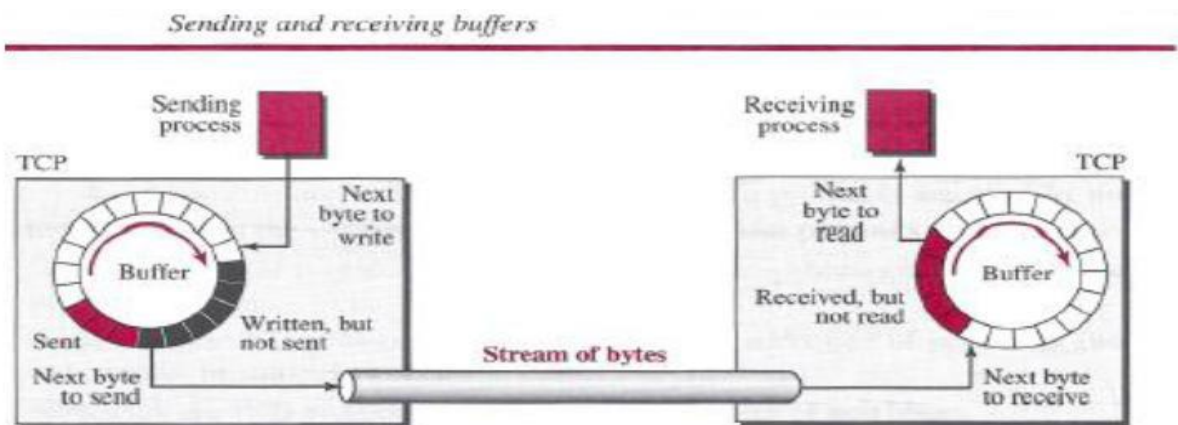 Sending and receiving buffers
Sending
process
Receiving
process
TCP
TCP
Next
byte to
write
Next
byte to
read
Buffer
Buffer
Sent
Written, but
not sent
Received, but
not read
Stream of bytes
Next byte
to send
Next byte
to receive